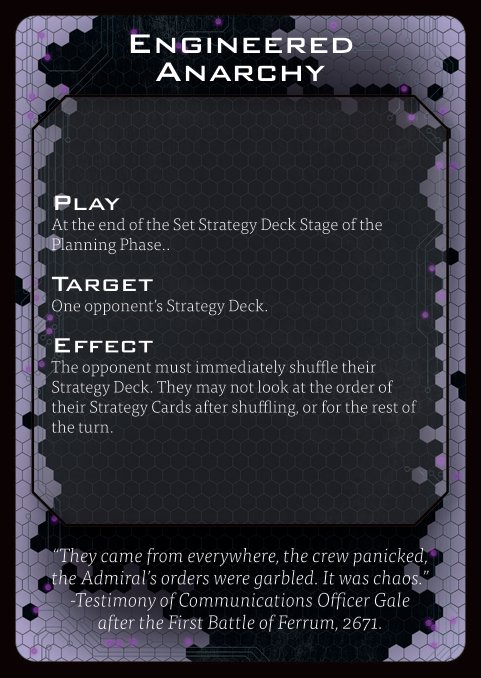 Engineered
Anarchy
Play
At the end of the Set Strategy Deck Stage of the
Planning Phase..
Target
One opponent's Strategy Deck.
Effect
The opponent must immediately shuffle their
Strategy Deck. They may not look at the order of
their Strategy Cards after shuffling, or for the rest of
the turn.
“They came from everywhere, the crew panicked,
the Admiral's orders were garbled. It was chaos.”
-Testimony of Communications Officer Gale
after the First Battle of Ferrum, 2671.